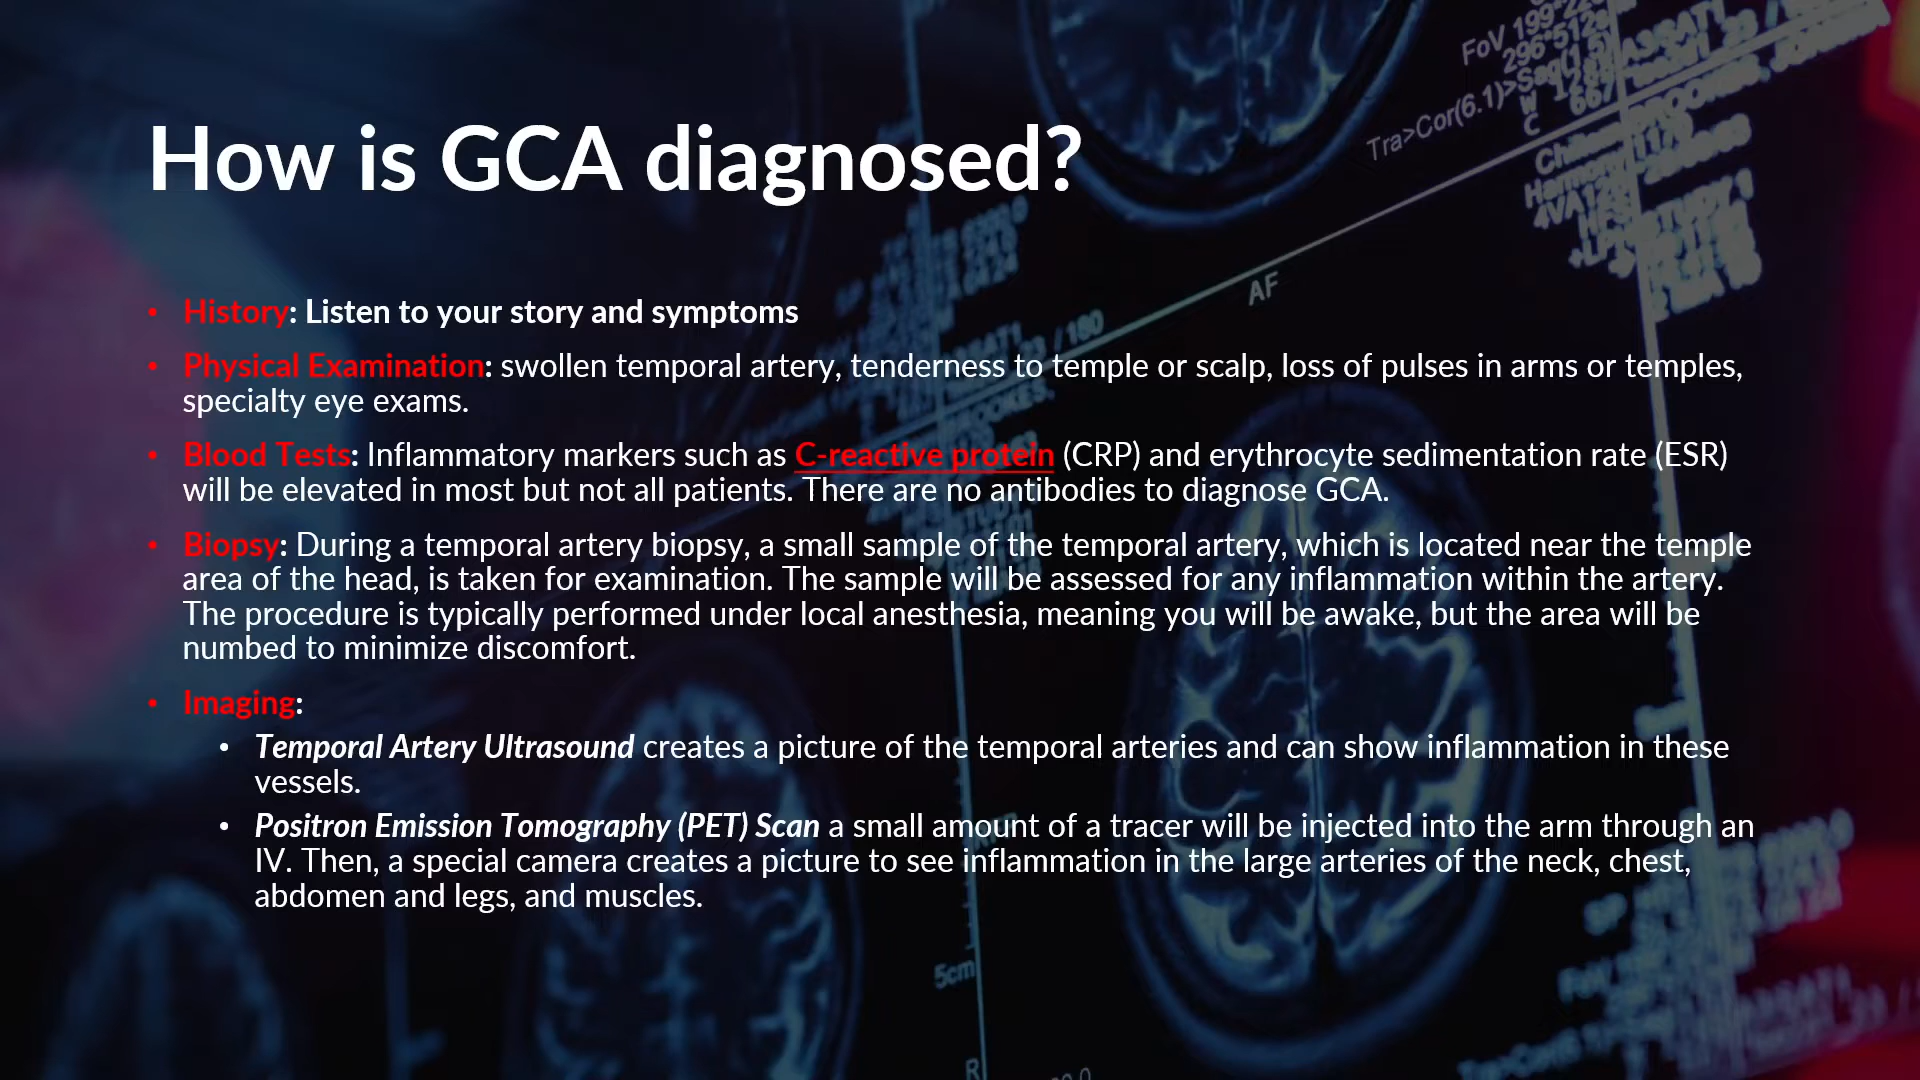 How is GCA diagnosed?
• History: Listen to your story and symptoms
• Physical Examination: swollen temporal artery, tenderness to temple or scalp, loss of pulses in arms or temples,
specialty eye exams.
• Blood Tests: Inflammatory markers such as C-reactive protein (CRP) and erythrocyte sedimentation rate (ESR)
will be elevated in most but not all patients. There are no antibodies to diagnose GCA.
• Biopsy: During a temporal artery biopsy, a small sample of the temporal artery, which is located near the temple
area of the head, is taken for examination. The sample will be assessed for any inflammation within the artery.
The procedure is typically performed under local anesthesia, meaning you will be awake, but the area will be
numbed to minimize discomfort.
• Imaging:
• Temporal Artery Ultrasound creates a picture of the temporal arteries and can show inflammation in these
vessels.
• Positron Emission Tomography (PET) Scan a small amount of a tracer will be injected into the arm through an
IV. Then, a special camera creates a picture to see inflammation in the large arteries of the neck, chest,
abdomen and legs, and muscles.
FoV
Tra>Cor(6.1)>Sag(1.5)
W
C
AF
5cm
R